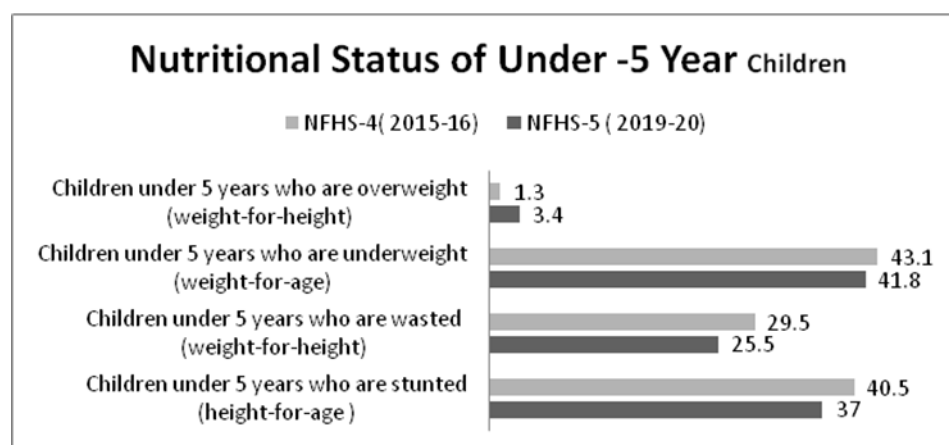 Nutritional Status of Under -5 Year Children
NFHS-4( 2015-16) NFHS-5 ( 2019-20)
Children under 5 years who are overweight
(weight-for-height)
1.3
3.4
Children under 5 years who are underweight
(weight-for-age)
43.1
41.8
Children under 5 years who are wasted
(weight-for-height)
29.5
25.5
Children under 5 years who are stunted
(height-for-age )
40.5
37